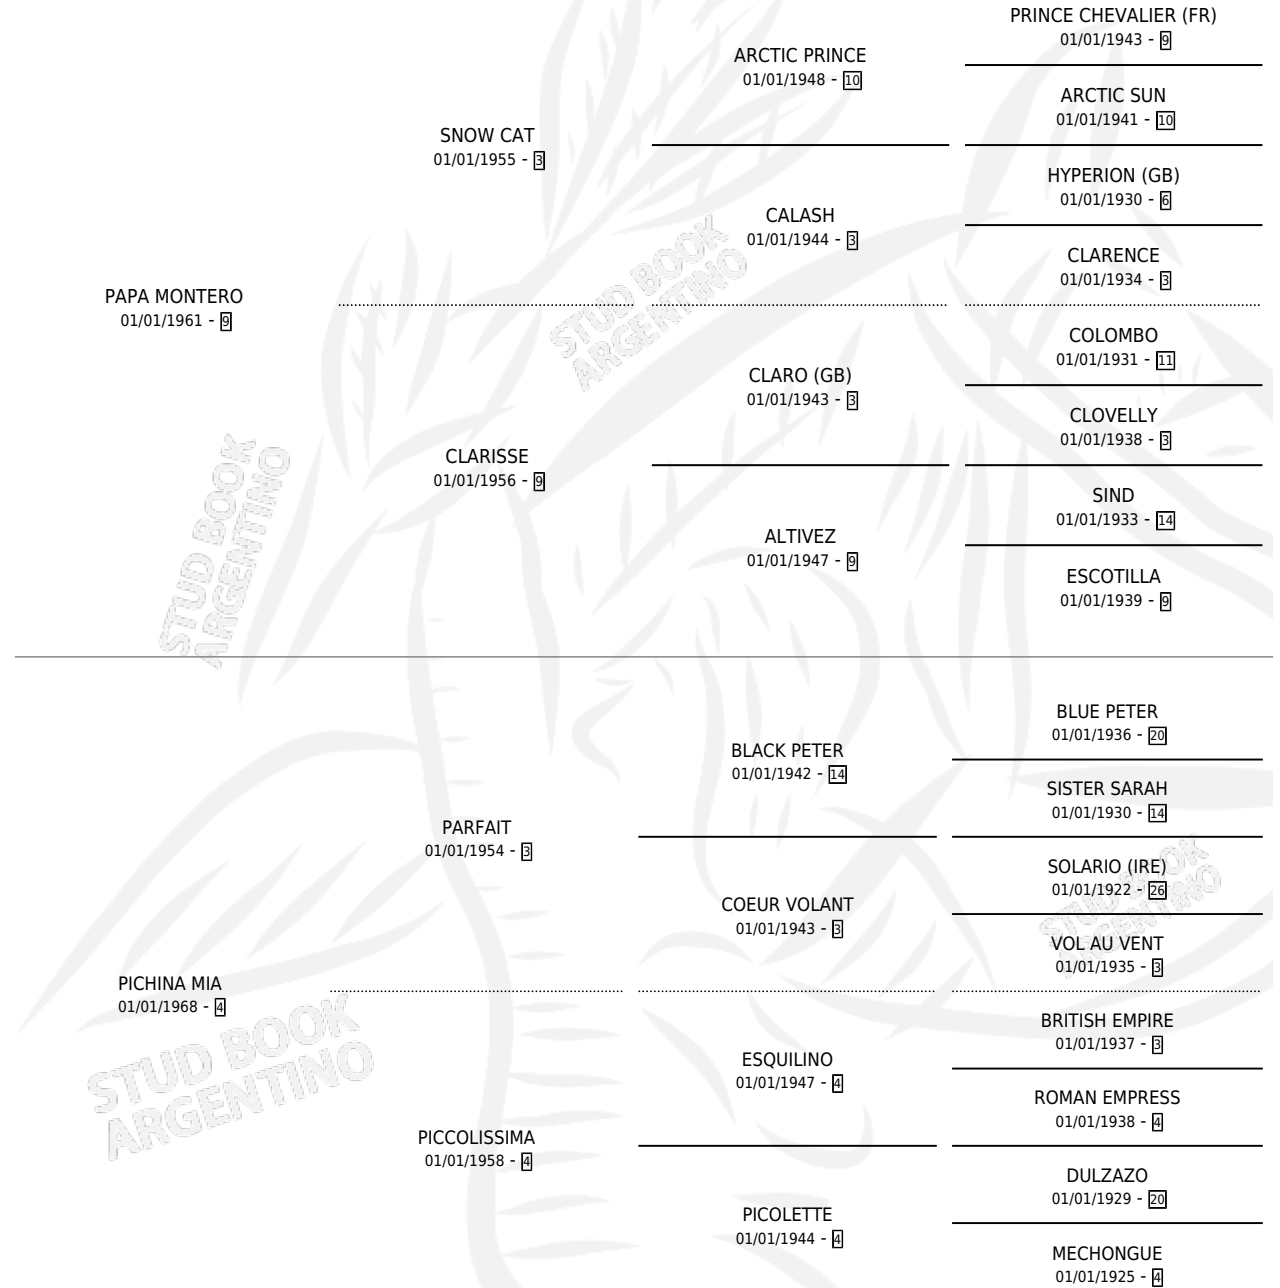 PRINCE CHEVALIER (FR)
01/01/1943 - 9
ARCTIC PRINCE
01/01/1948 - 10
ARCTIC SUN
01/01/1941 - 10
SNOW CAT
01/01/1955 - 3
HYPERION (GB)
01/01/1930 - 6
CALASH
01/01/1944 - 3
CLARENCE
01/01/1934 - 3
PAPA MONTERO
01/01/1961 - 9
COLOMBO
01/01/1931 - 11
CLARO (GB)
01/01/1943 - 3
CLOVELLY
01/01/1938 - 3
CLARISSE
01/01/1956 - 9
SIND
01/01/1933 - 14
ALTIVEZ
01/01/1947 - 9
ESCOTILLA
01/01/1939 - 9
STUD BOOK
ARGENTINO
STUD BOOK
ARGENTINO
BLUE PETER
01/01/1936 - 20
BLACK PETER
01/01/1942 - 14
SISTER SARAH
01/01/1930 - 14
PARFAIT
01/01/1954 - 3
SOLARIO (IRE)
01/01/1922 - 26
COEUR VOLANT
01/01/1943 - 3
VOL AU VENT
01/01/1935 - 3
PICHINA MIA
01/01/1968 - 4
BRITISH EMPIRE
01/01/1937 - 3
ESQUILINO
01/01/1947 - 4
ROMAN EMPRESS
01/01/1938 - 4
PICCOLISSIMA
01/01/1958 - 4
DULZAZO
01/01/1929 - 20
PICOLETTE
01/01/1944 - 4
MECHONGUE
01/01/1925 - 4
STUD BOOK
ARGENTINO
STUD BOOK
ARGENTINO